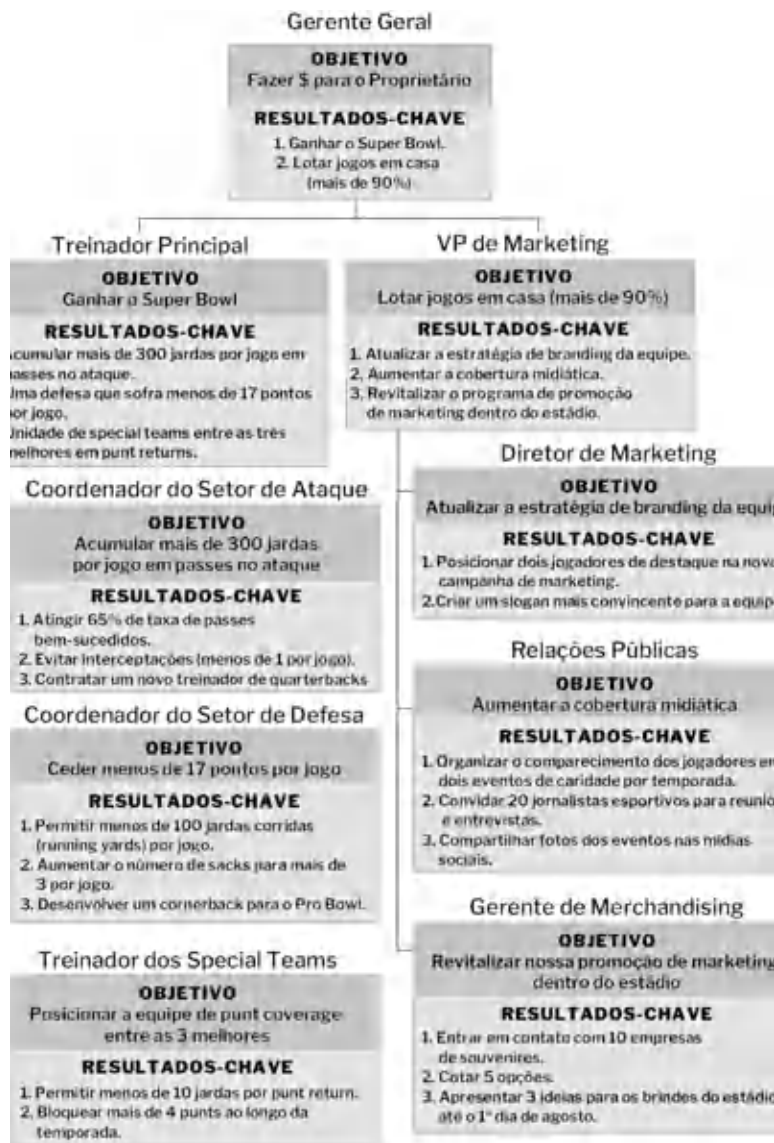 Gerente Geral
OBJETIVO
Fazer $ para o Proprietário
RESULTADOS-CHAVE
1. Ganhar o Super Bowl.
2. Lotar jogos em casa
(mais de 90%)
Treinador Principal
OBJETIVO
Ganhar o Super Bowl
RESULTADOS-CHAVE
cumular mais de 300 jardas por jogo em
asses no ataque.
Uma defesa que sofra menos de 17 pontos
por jogo.
Unidade de special teams entre as três
melhores em punt returns.
Coordenador do Setor de Ataque
OBJETIVO
Acumular mais de 300 jardas
por jogo em passes no ataque
RESULTADOS-CHAVE
1. Atingir 65% de taxa de passes
bem-sucedidos.
2. Evitar interceptações (menos de 1 por jogo).
3. Contratar um novo treinador de quarterbacks
Coordenador do Setor de Defesa
OBJETIVO
Ceder menos de 17 pontos por jogo
RESULTADOS-CHAVE
1. Permitir menos de 100 jardas corridas
(running yards) por jogo.
2. Aumentar o número de sacks para mais de
3 por jogo.
3. Desenvolver um cornerback para o Pro Bowl.
Treinador dos Special Teams
OBJETIVO
Posicionar a equipe de punt coverage
entre as 3 melhores
RESULTADOS-CHAVE
1. Permitir menos de 10 jardas por punt return.
2. Bloquear mais de 4 punts ao longo da
temporada.
VP de Marketing
OBJETIVO
Lotar jogos em casa (mais de 90%)
RESULTADOS-CHAVE
1. Atualizar a estratégia de branding da equipe.
2. Aumentar a cobertura midiática.
3. Revitalizar o programa de promoção
de marketing dentro do estádio.
Diretor de Marketing
OBJETIVO
Atualizar a estratégia de branding da equip
RESULTADOS-CHAVE
1. Posicionar dois jogadores de destaque na nova
campanha de marketing.
2. Criar um slogan mais convincente para a equip
Relações Públicas
OBJETIVO
Aumentar a cobertura midiática
RESULTADOS-CHAVE
1. Organizar o comparecimento dos jogadores em
dois eventos de caridade por temporada.
2. Convidar 20 jornalistas esportivos para reuniõ
e entrevistas.
3. Compartilhar fotos dos eventos nas mídias
sociais.
Gerente de Merchandising
OBJETIVO
Revitalizar nossa promoção de marketing
dentro do estádio
RESULTADOS-CHAVE
1. Entrar em contato com 10 empresas
de souvenires.
2. Cotar 5 opções.
3. Apresentar 3 ideias para os brindes do estádio
até o 1º dia de agosto.